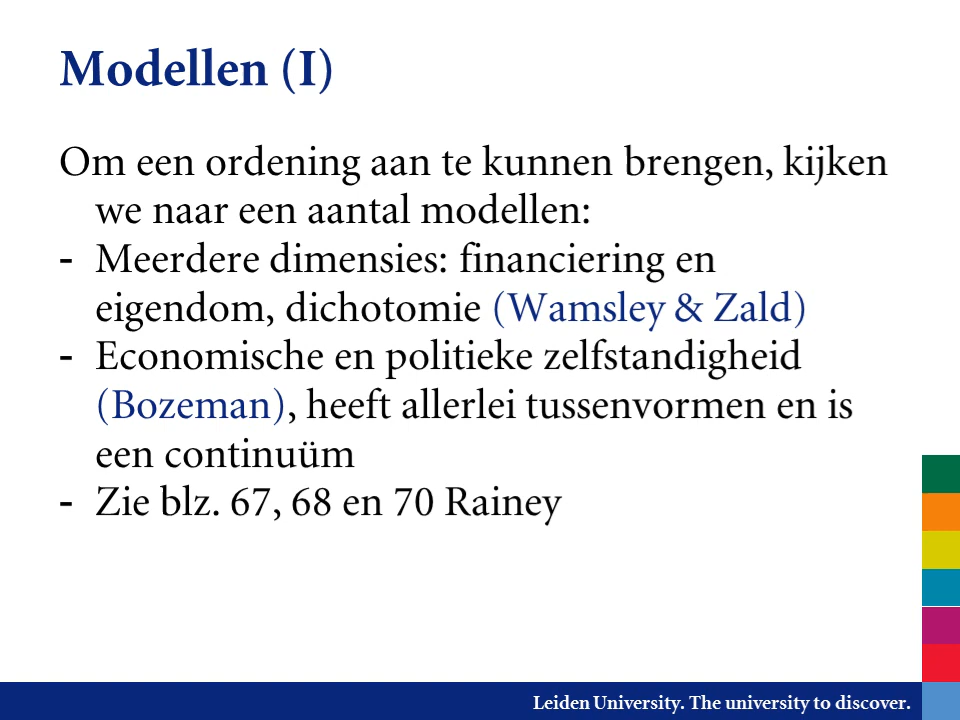 Modellen (I)
Om een ordening aan te kunnen brengen, kijken
we naar een aantal modellen:
- Meerdere dimensies: financiering en
eigendom, dichotomie (Wamsley & Zald)
- Economische en politieke zelfstandigheid
(Bozeman), heeft allerlei tussenvormen en is
een continuüm
- Zie blz. 67, 68 en 70 Rainey
Leiden University. The university to discover.